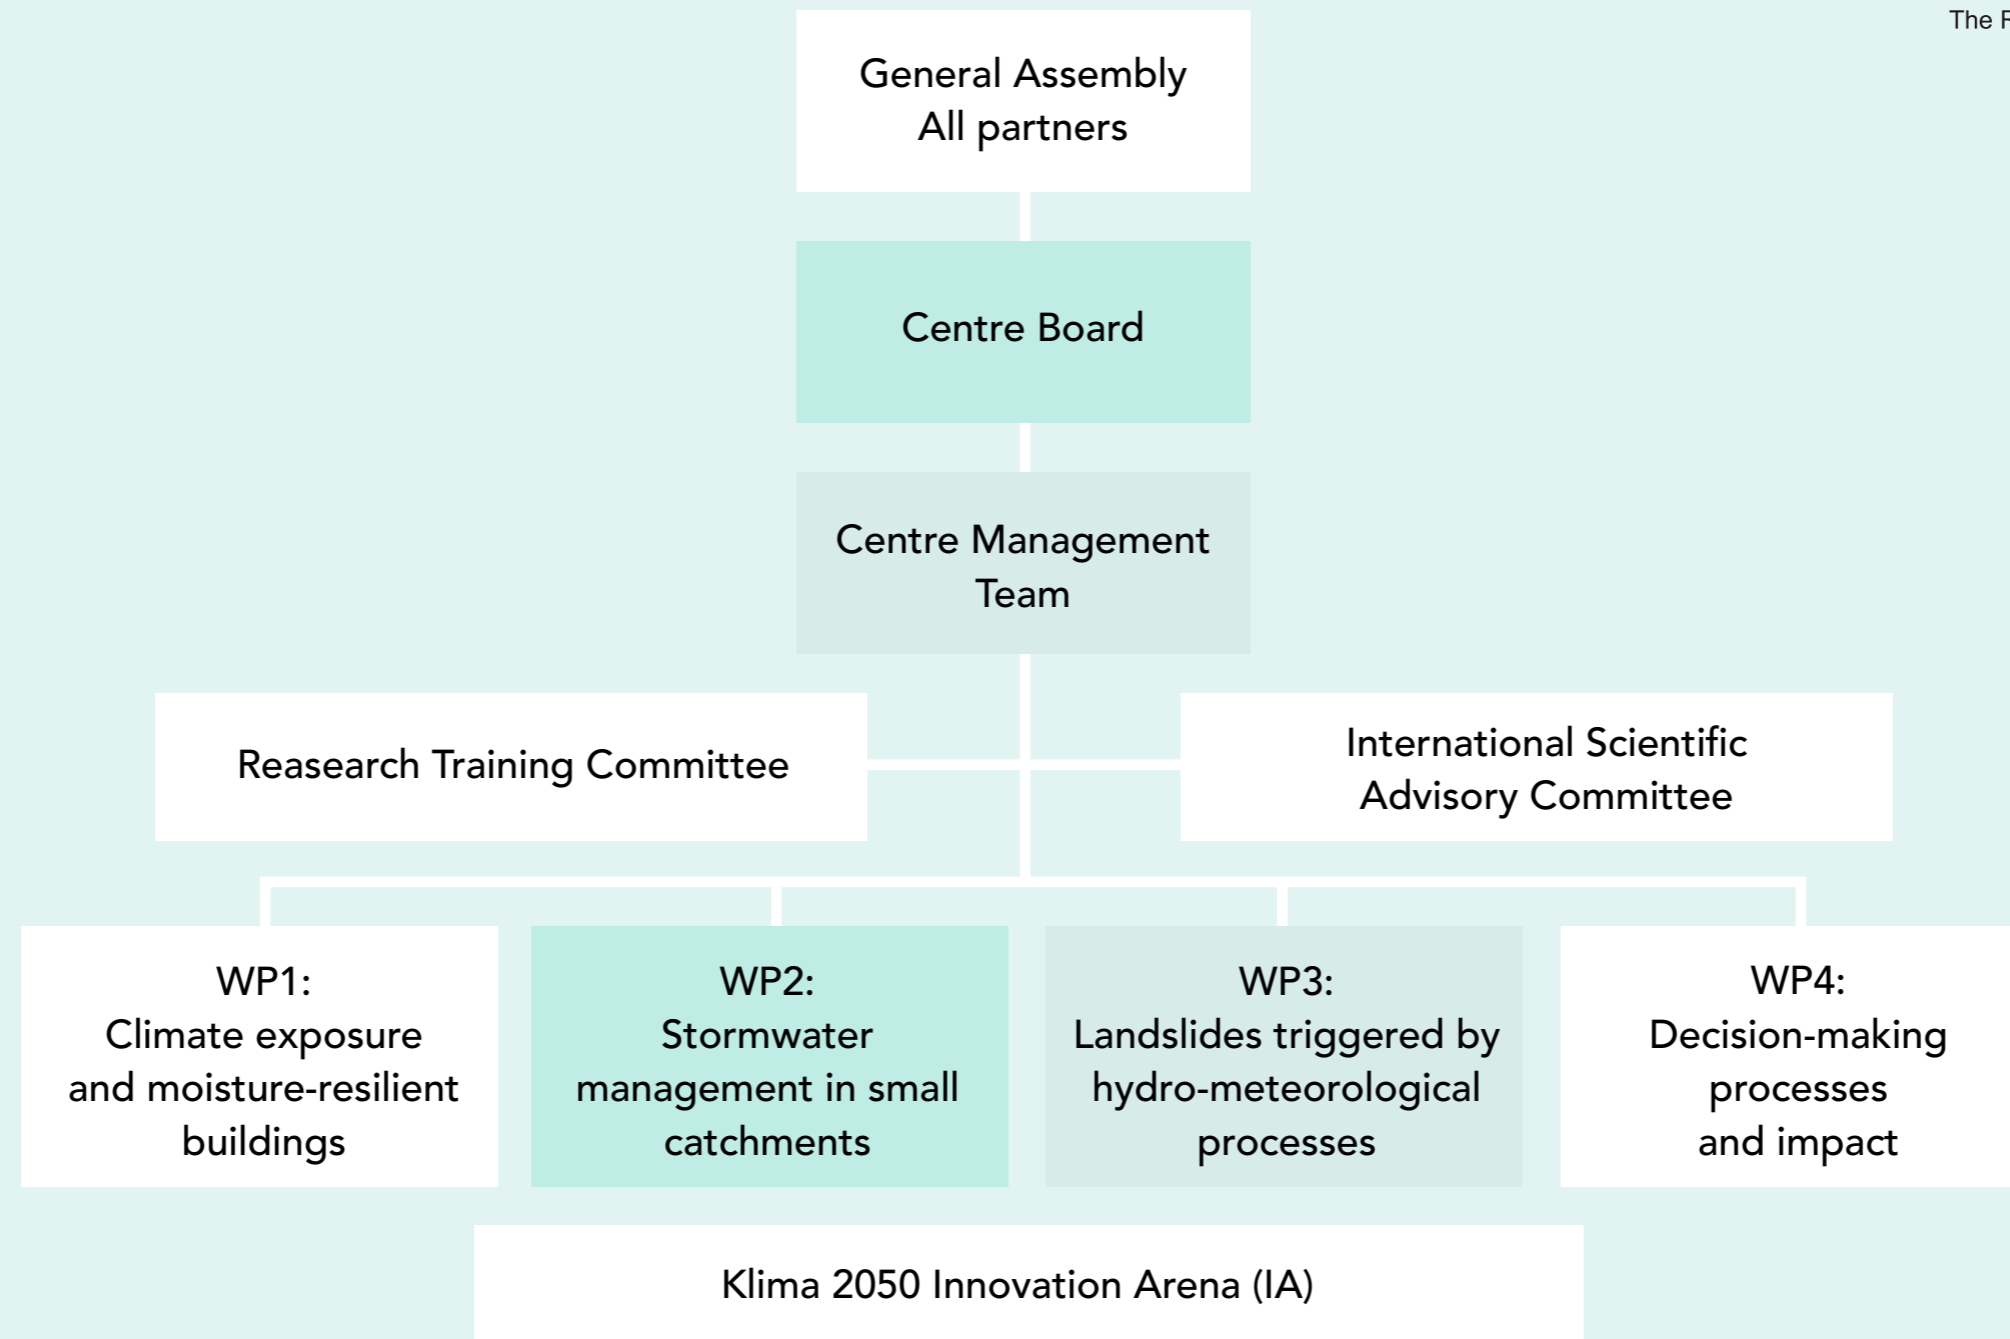 The
General Assembly
All partners
Centre Board
Centre Management
Team
Reasearch Training Committee
International Scientific
Advisory Committee
WP1:
Climate exposure
and moisture-resilient
buildings
WP2:
Stormwater
management in small
catchments
WP3:
Landslides triggered by
hydro-meteorological
processes
WP4:
Decision-making
processes
and impact
Klima 2050 Innovation Arena (IA)